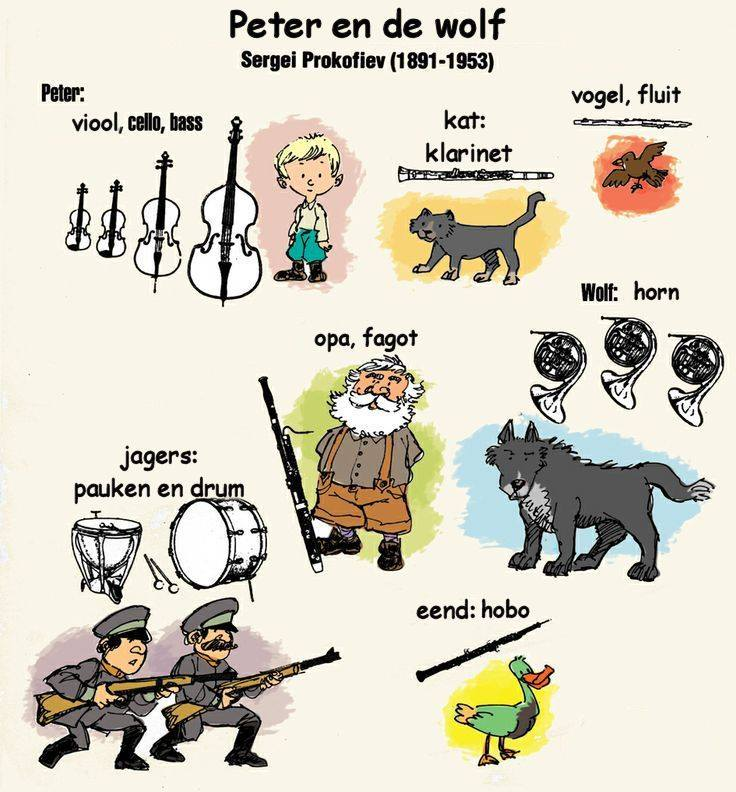 Peter en de wolf
Sergei Prokofiev (1891-1953)
Peter:
viool, cello, bass
kat:
klarinet
vogel, fluit
Wolf: horn
opa, fagot
jagers:
pauken en drum
eend: hobo